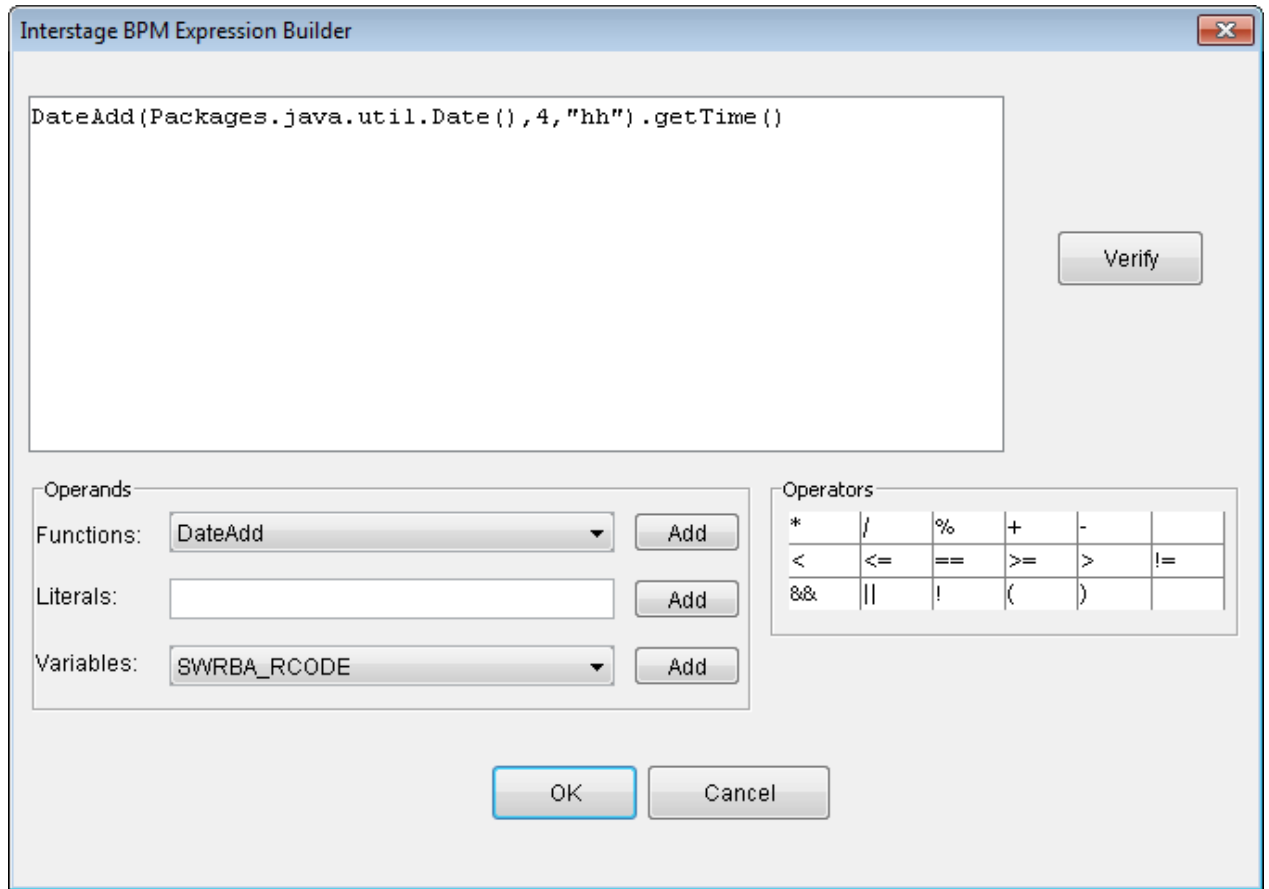 Interstage BPM Expression Builder
DateAdd(Packages.java.util.Date(),4,"hh").getTime()
Verify
Operands
Functions: DateAdd Add
Literals: Add
Variables: SWRBA_RCODE Add
Operators
* / % + -
< <= == >= > !=
&& || ! ( )
OK Cancel